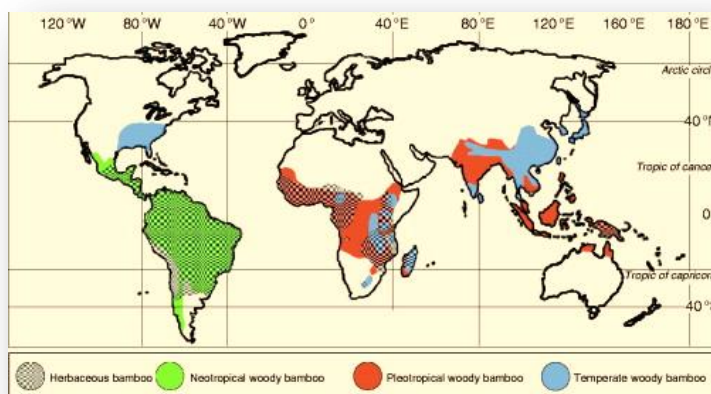 120 °W 80 °W 40 °W 0 ° 40 °E 80 °E 120 °E 160 °E 180 °E
Arctic circl
40 °N
Tropic of cance
0
Tropic of caprico
40 °
Herbaceous bamboo Neotropical woody bamboo Pleotropical woody bamboo Temperate woody bamboo